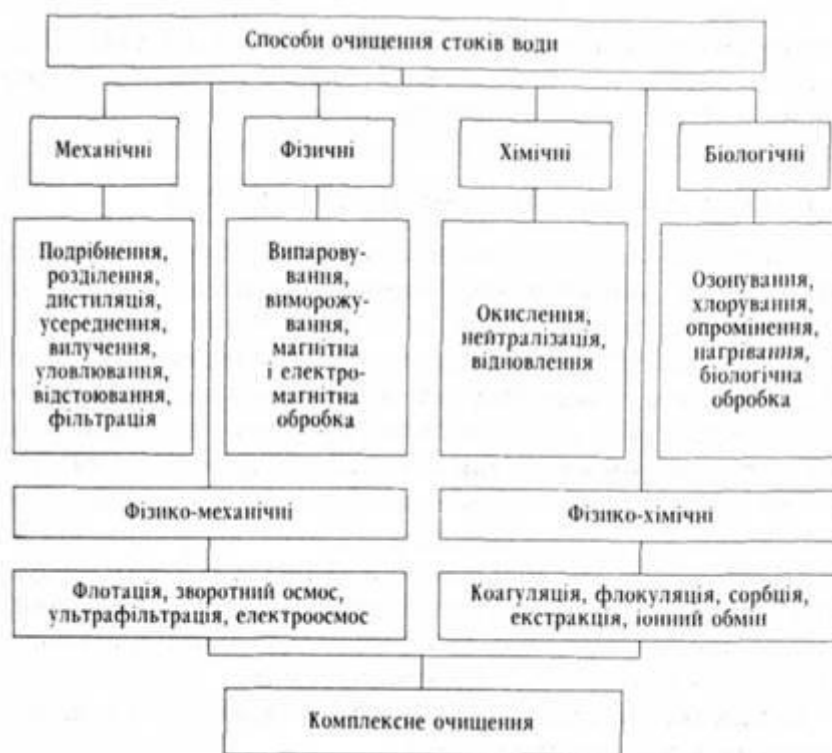 Способи очищення стоків води
Механічні
Фізичні
Хімічні
Біологічні
Подрібнення,
розділення,
дистиляція,
усереднення,
вилучення,
уловлювання,
відстоювання,
фільтрація
Випарову-
вання,
виморожу-
вання,
магнітна
і електро-
магнітна
обробка
Окислення,
нейтралізація,
відновлення
Озонування,
хлорування,
опромінення,
нагрівання,
біологічна
обробка
Фізико-механічні
Фізико-хімічні
Флотація, зворотний осмос,
ультрафільтрація, електроосмос
Коагуляція, флокуляція, сорбція,
екстракція, іонний обмін
Комплексне очищення